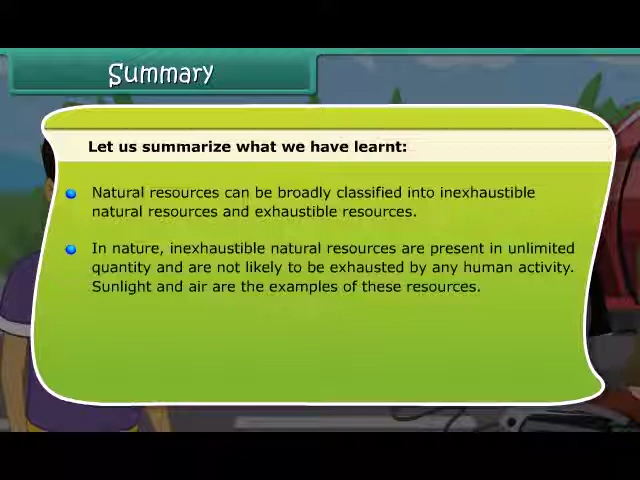 Summary
Let us summarize what we have learnt:
Natural resources can be broadly classified into inexhaustible
natural resources and exhaustible resources.
In nature, inexhaustible natural resources are present in unlimited
quantity and are not likely to be exhausted by any human activity.
Sunlight and air are the examples of these resources.